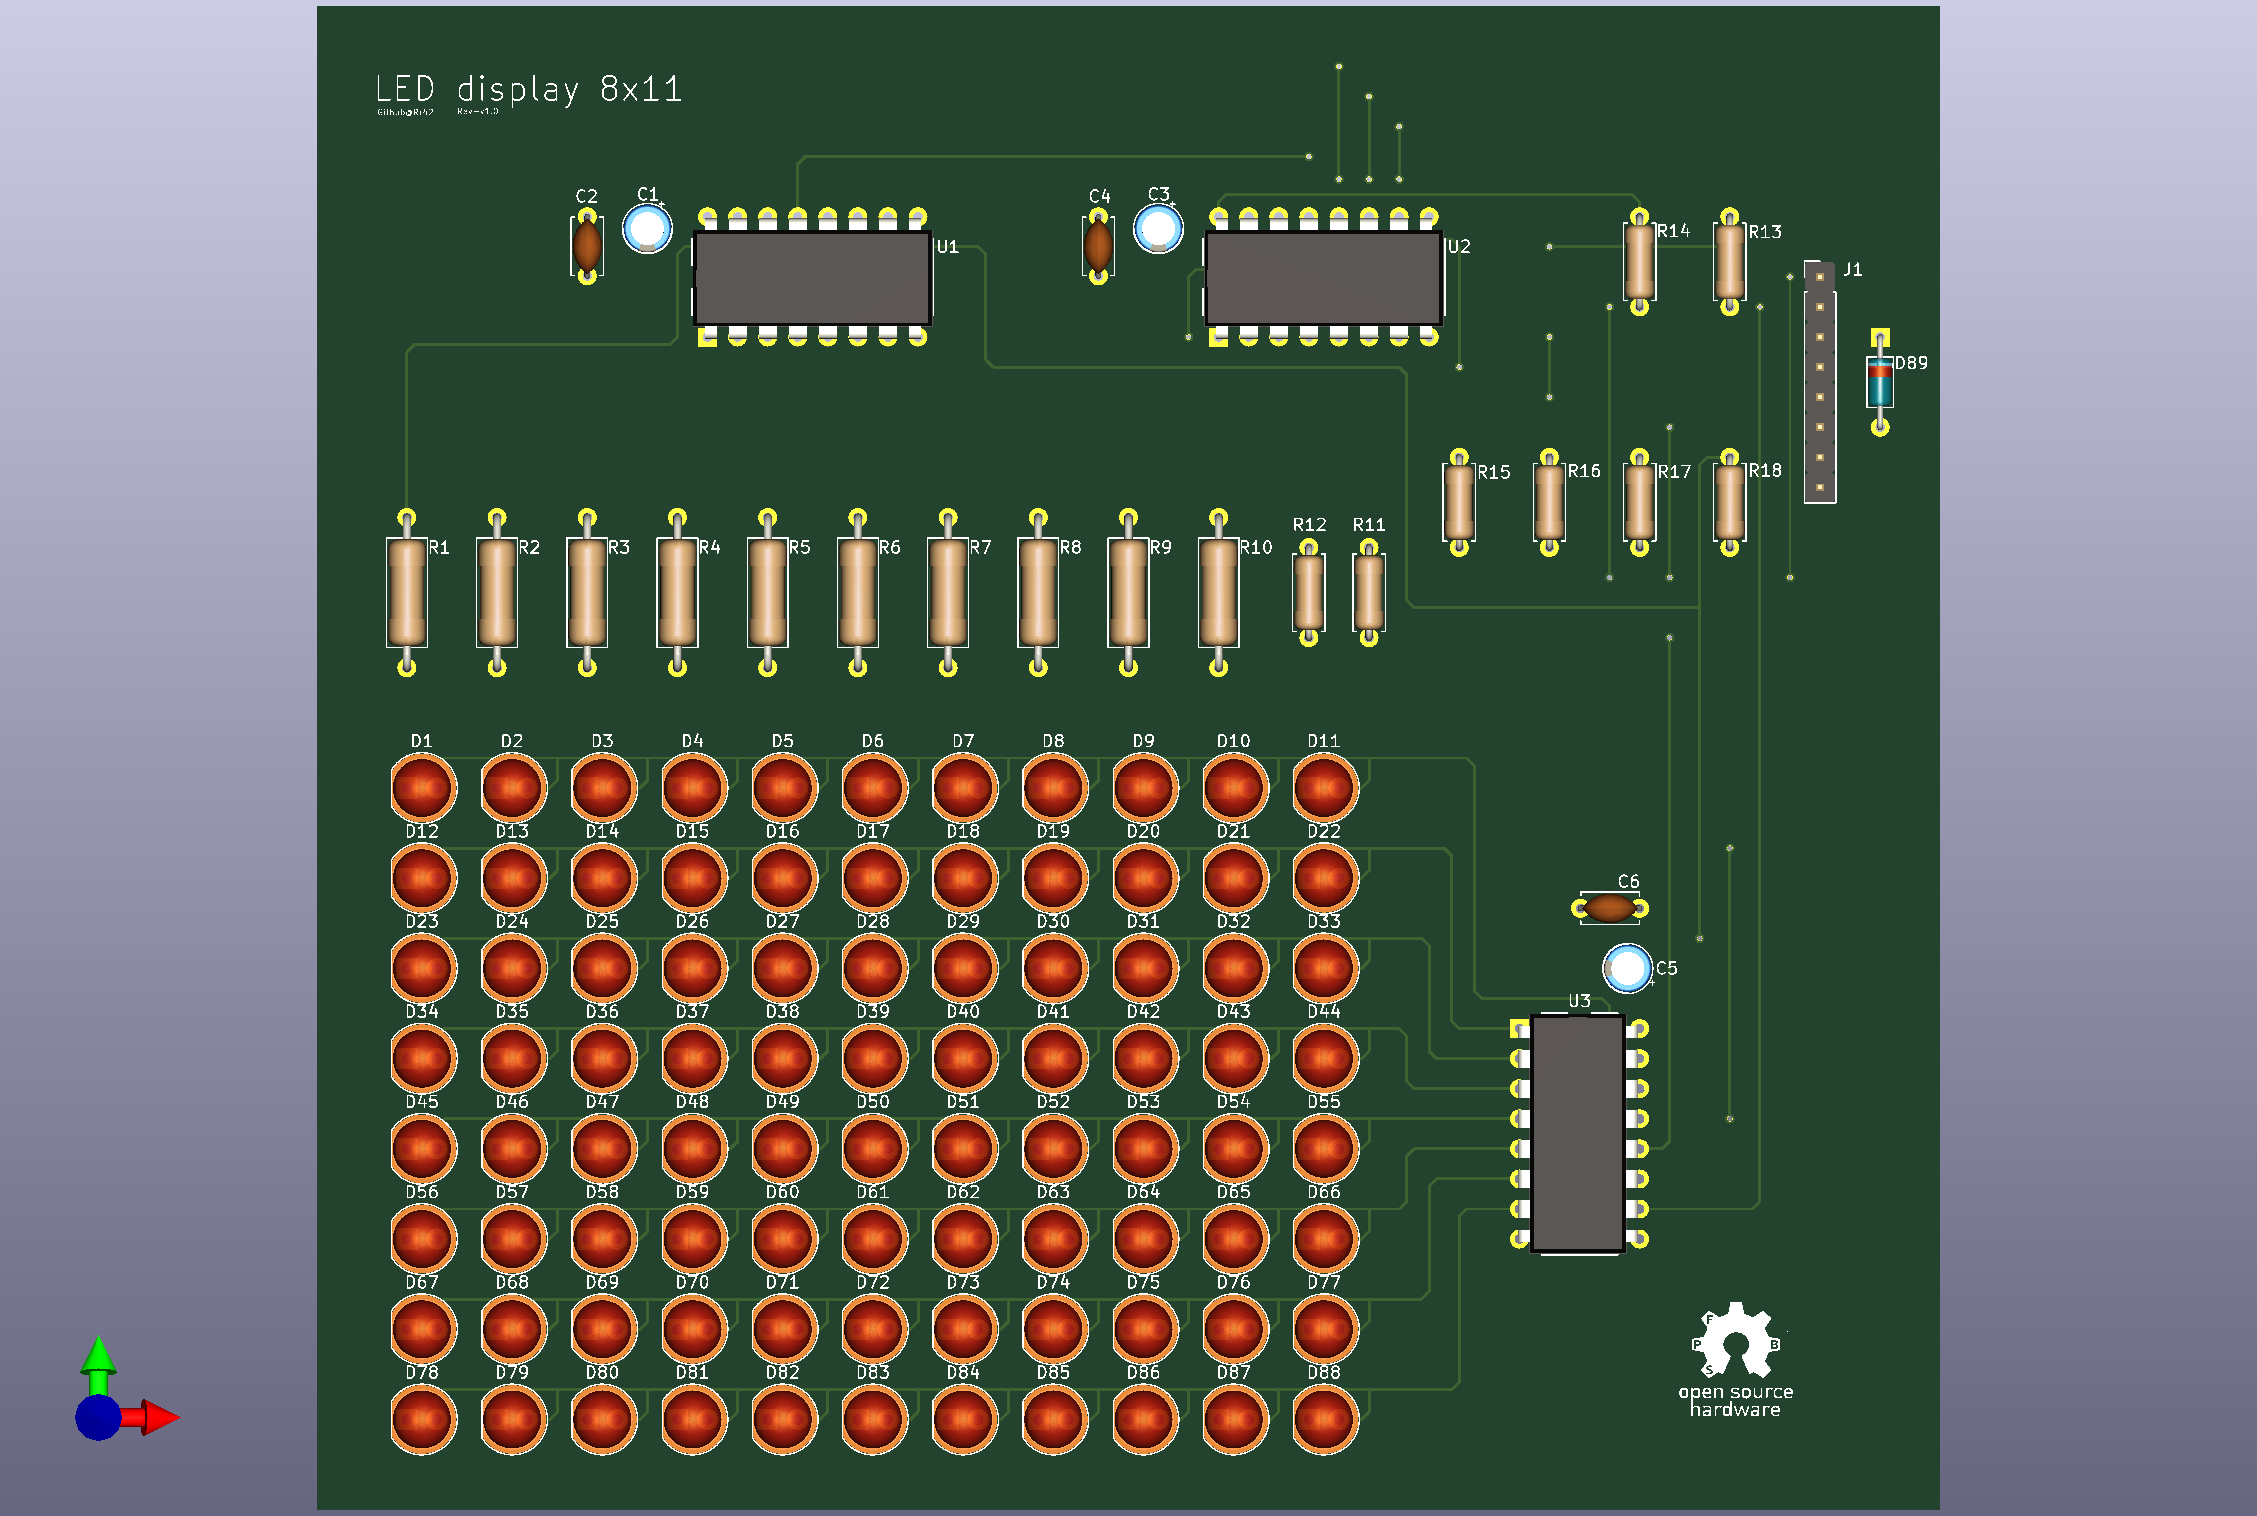 LED display 8x11
Github@Ri42 Rev-v1.0
C2 C1 + C4 C3 +
U1 U2 R14 R13
J1
D89
R15 R16 R17 R18
R12 R11
R1 R2 R3 R4 R5 R6 R7 R8 R9 R10
D1 D2 D3 D4 D5 D6 D7 D8 D9 D10 D11
D12 D13 D14 D15 D16 D17 D18 D19 D20 D21 D22
C6
D23 D24 D25 D26 D27 D28 D29 D30 D31 D32 D33
C5
+
U3
D34 D35 D36 D37 D38 D39 D40 D41 D42 D43 D44
D45 D46 D47 D48 D49 D50 D51 D52 D53 D54 D55
D56 D57 D58 D59 D60 D61 D62 D63 D64 D65 D66
D67 D68 D69 D70 D71 D72 D73 D74 D75 D76 D77
F
P B
S
D78 D79 D80 D81 D82 D83 D84 D85 D86 D87 D88
open source
hardware